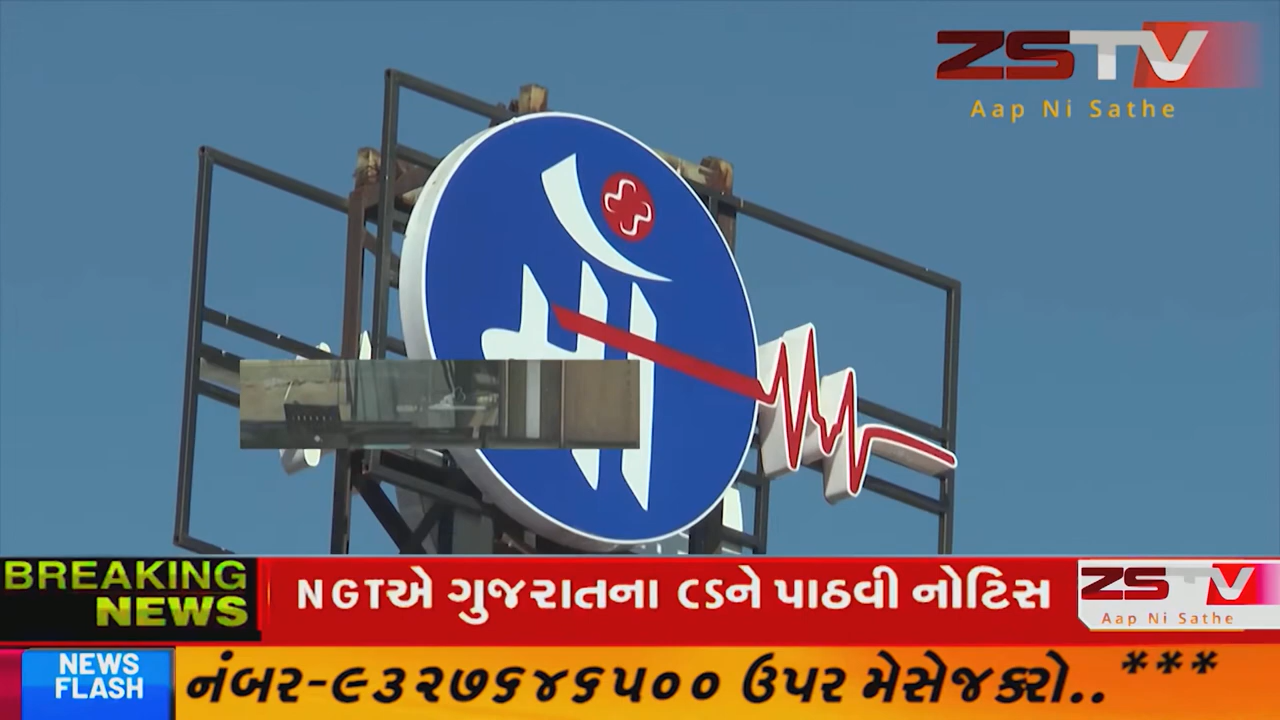 ZSTV
Aap Ni Sathe
માઁ
BREAKING
NEWS
NGTએ ગુજરાતના CSને પાઠવી નોટિસ
ZSTV
Aap Ni Sathe
NEWS
FLASH
નંબર-૯૩૨૭૬૪૬૫૦૦ ઉપર મેસેજ કરો.. ***